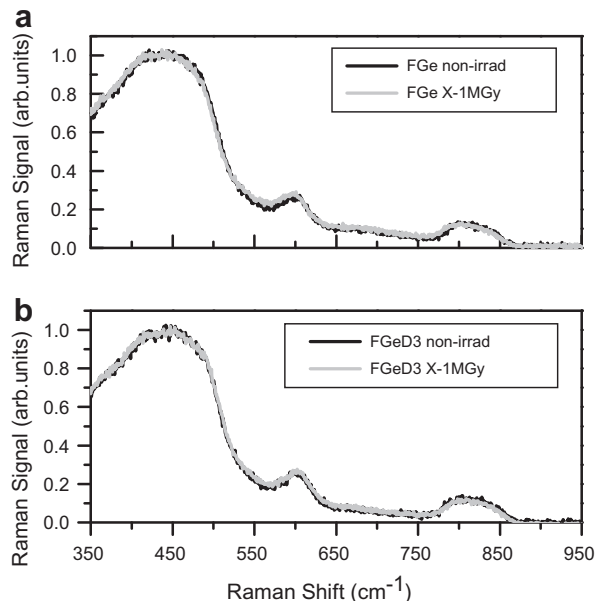 a
Raman Signal (arb.units)
1.0
0.8
0.6
0.4
0.2
0.0
FGe non-irrad
FGe X-1MGy
b
Raman Signal (arb.units)
1.0
0.8
0.6
0.4
0.2
0.0
FGeD3 non-irrad
FGeD3 X-1MGy
350 450 550 650 750 850 950
Raman Shift (cm⁻¹)